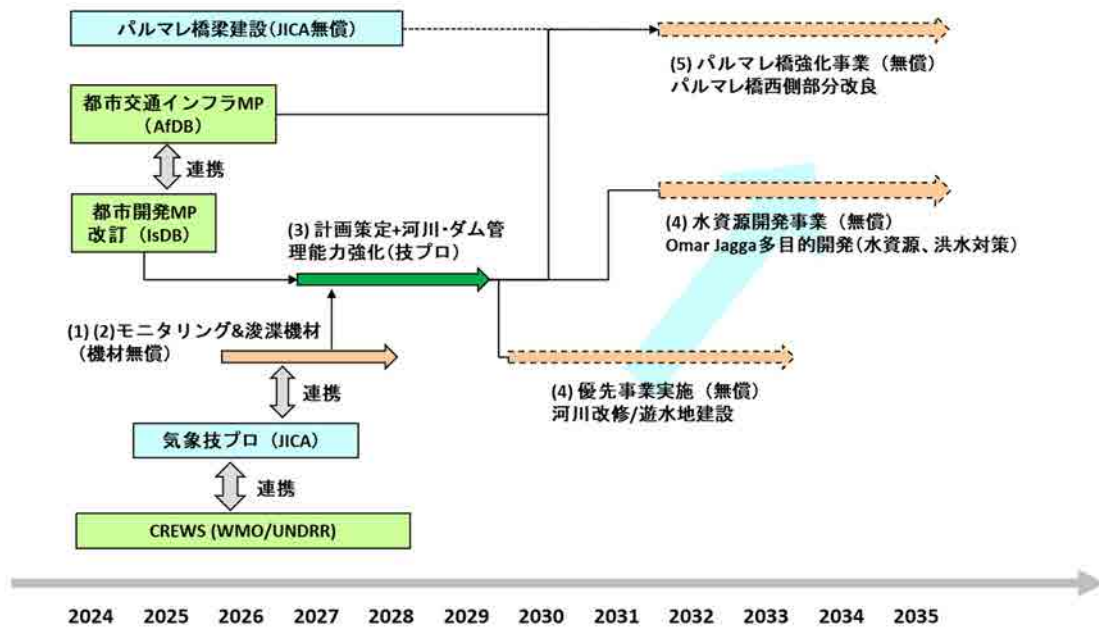 パルマレ橋梁建設(JICA無償)
(5) パルマレ橋強化事業（無償）
パルマレ橋西側部分改良
都市交通インフラMP
（AfDB）
連携
都市開発MP
改訂（IsDB）
(3) 計画策定+河川・ダム管
理能力強化(技プロ)
(4) 水資源開発事業（無償）
Omar Jagga多目的開発(水資源、洪水対策)
(1) (2)モニタリング&浚渫機材
（機材無償）
連携
(4) 優先事業実施（無償）
河川改修/遊水地建設
気象技プロ（JICA）
連携
CREWS (WMO/UNDRR)
2024 2025 2026 2027 2028 2029 2030 2031 2032 2033 2034 2035